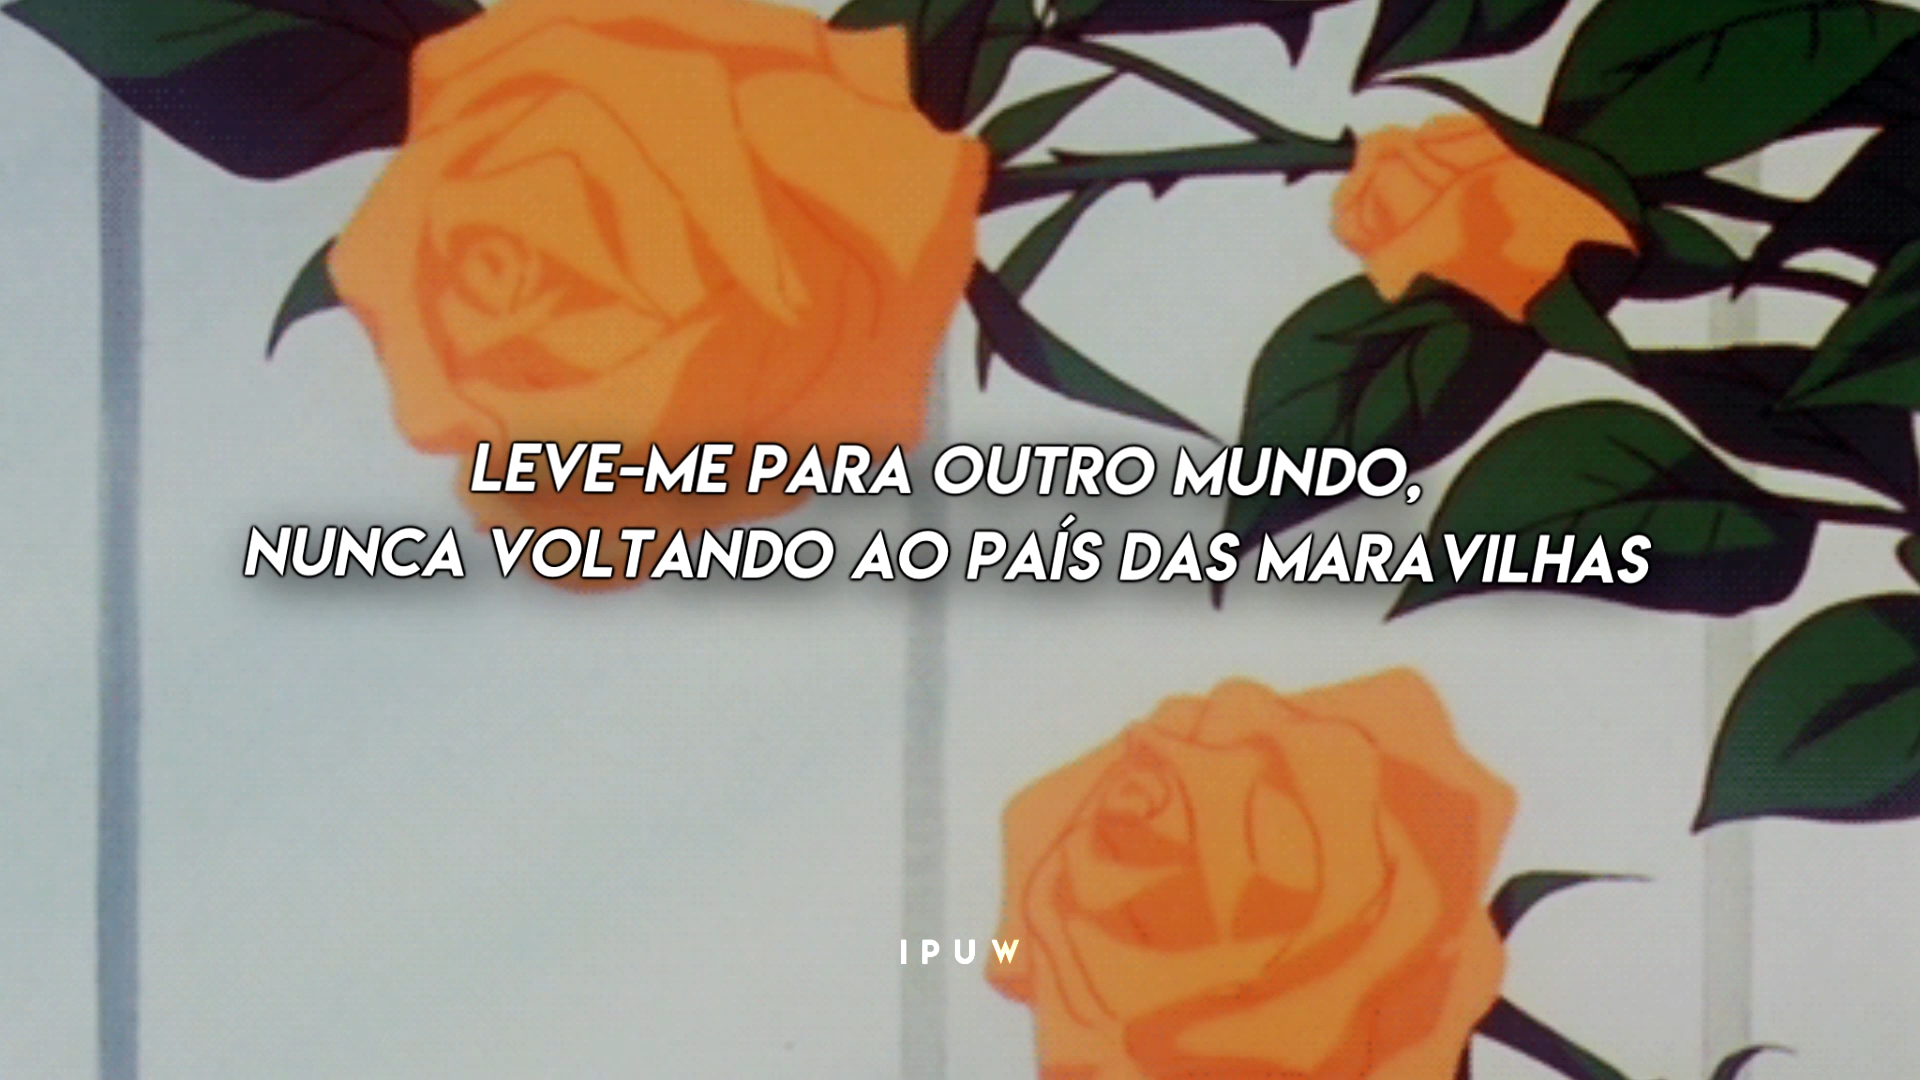 LEVE-ME PARA OUTRO MUNDO,
NUNCA VOLTANDO AO PAÍS DAS MARAVILHAS
IPUW